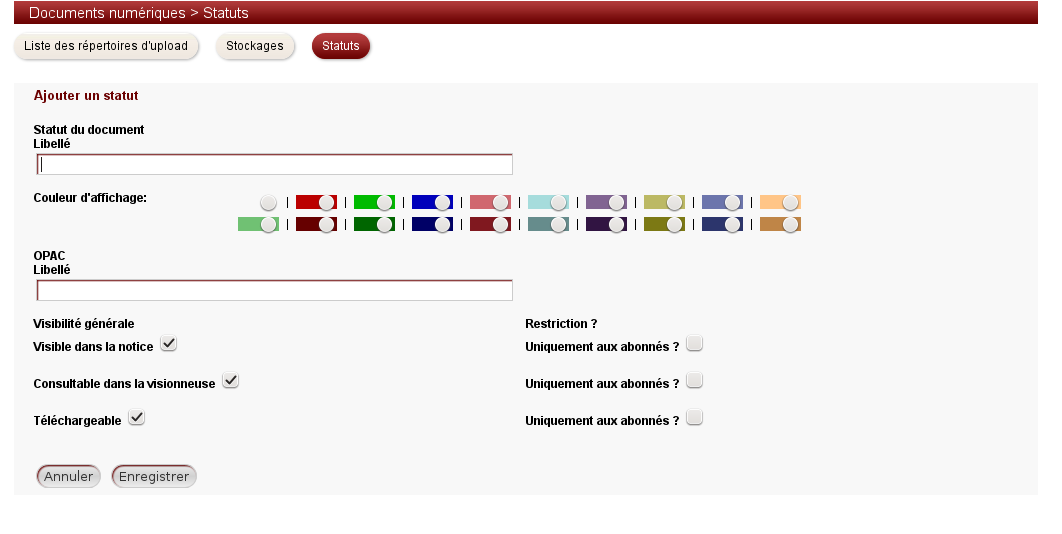 Documents numériques > Statuts
Liste des répertoires d'upload Stockages Statuts
Ajouter un statut
Statut du document
Libellé
Couleur d'affichage: | | | | | | | | |
| | | | | | | | |
OPAC
Libellé
Visibilité générale Restriction ?
Visible dans la notice Uniquement aux abonnés ?
Consultable dans la visionneuse Uniquement aux abonnés ?
Téléchargeable Uniquement aux abonnés ?
Annuler Enregistrer